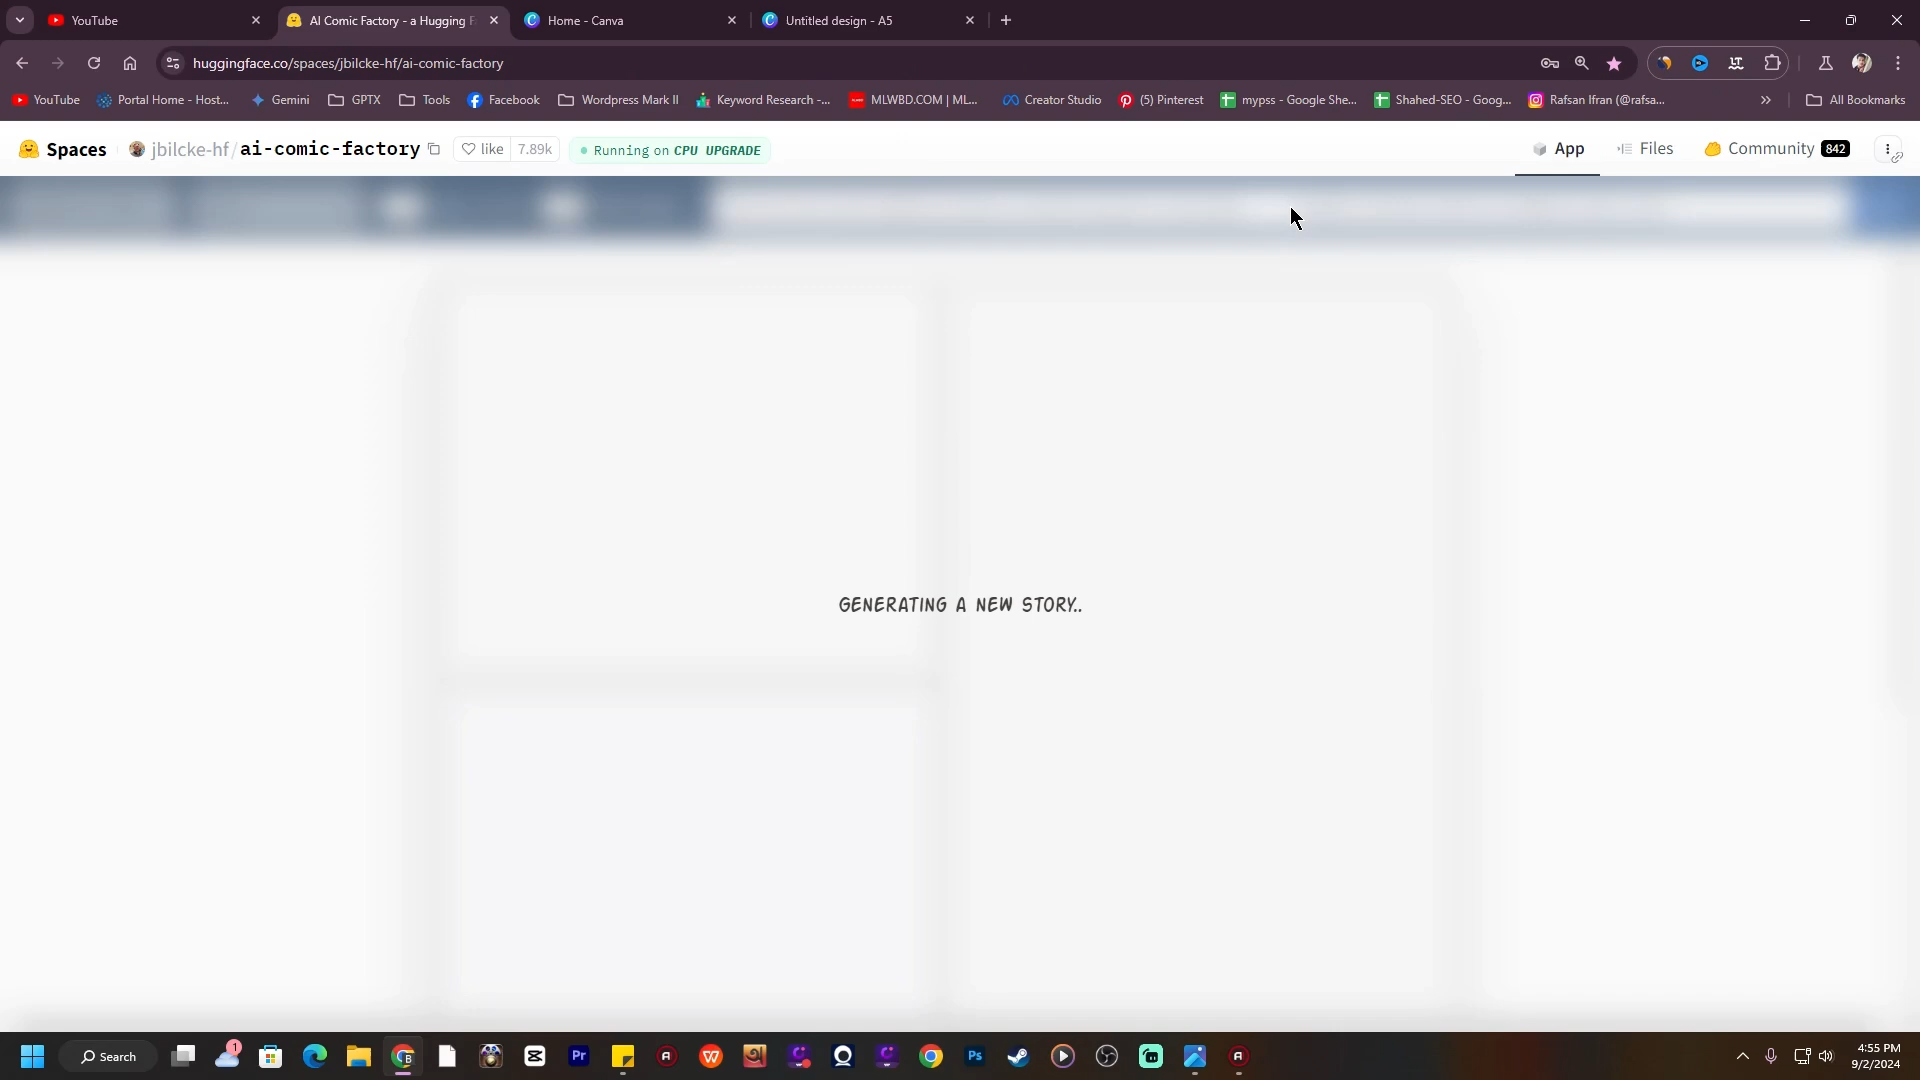 YouTube
AI Comic Factory - a Hugging F
Home - Canva
Untitled design - A5
huggingface.co/spaces/jbilcke-hf/ai-comic-factory
YouTube
Portal Home - Host...
Gemini
GPTX
Tools
Facebook
Wordpress Mark II
Keyword Research -...
MLWBD.COM | ML...
Creator Studio
(5) Pinterest
mypss - Google She...
Shahed-SEO - Goog...
Rafsan Ifran (@rafsa...
All Bookmarks
Spaces
jbilcke-hf/ai-comic-factory
like 7.89k
Running on CPU UPGRADE
App
Files
Community 842
GENERATING A NEW STORY..
1
Search
Pr
Ps
4:55 PM
9/2/2024